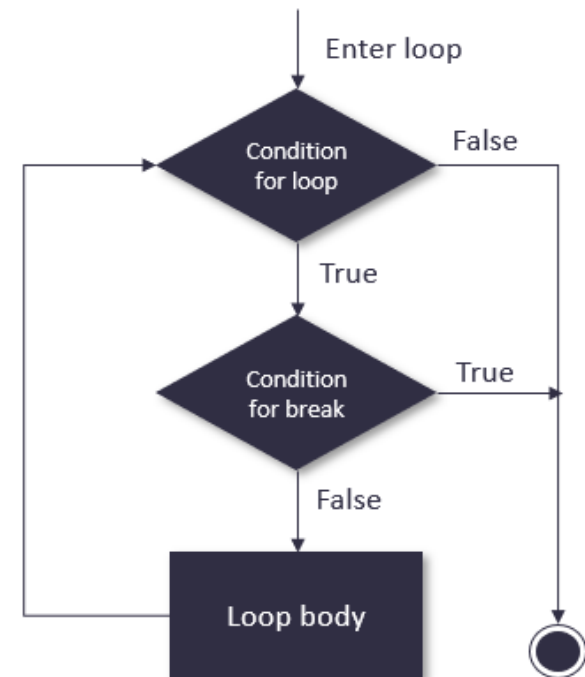 Enter loop
Condition
for loop
False
True
Condition
for break
True
False
Loop body